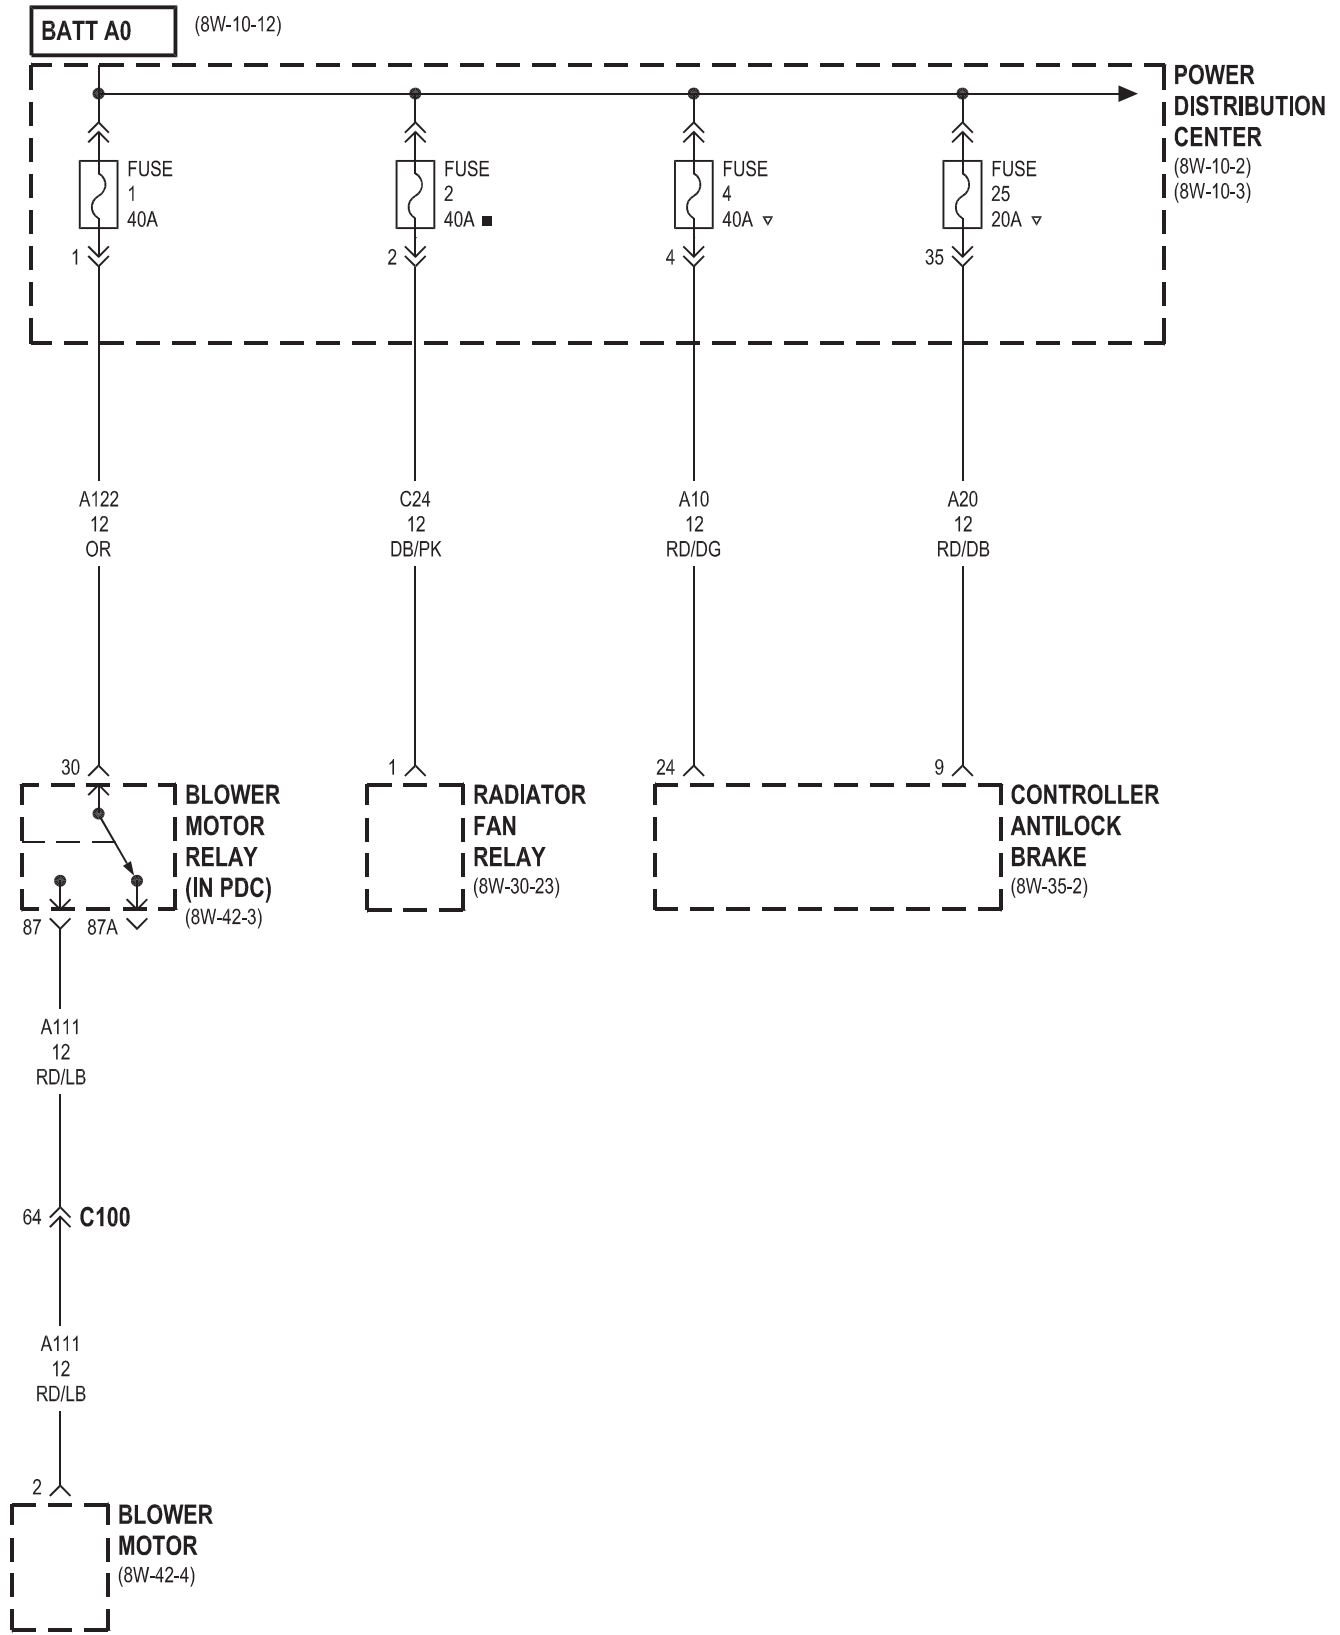 BATT A0
(8W-10-12)
POWER
DISTRIBUTION
CENTER
(8W-10-2)
(8W-10-3)
FUSE
1
40A
FUSE
2
40A ■
FUSE
4
40A ▿
FUSE
25
20A ▿
1
2
4
35
A122
12
OR
C24
12
DB/PK
A10
12
RD/DG
A20
12
RD/DB
30
BLOWER
MOTOR
RELAY
(IN PDC)
(8W-42-3)
1
RADIATOR
FAN
RELAY
(8W-30-23)
24
9
CONTROLLER
ANTILOCK
BRAKE
(8W-35-2)
87
87A
A111
12
RD/LB
64
C100
A111
12
RD/LB
2
BLOWER
MOTOR
(8W-42-4)